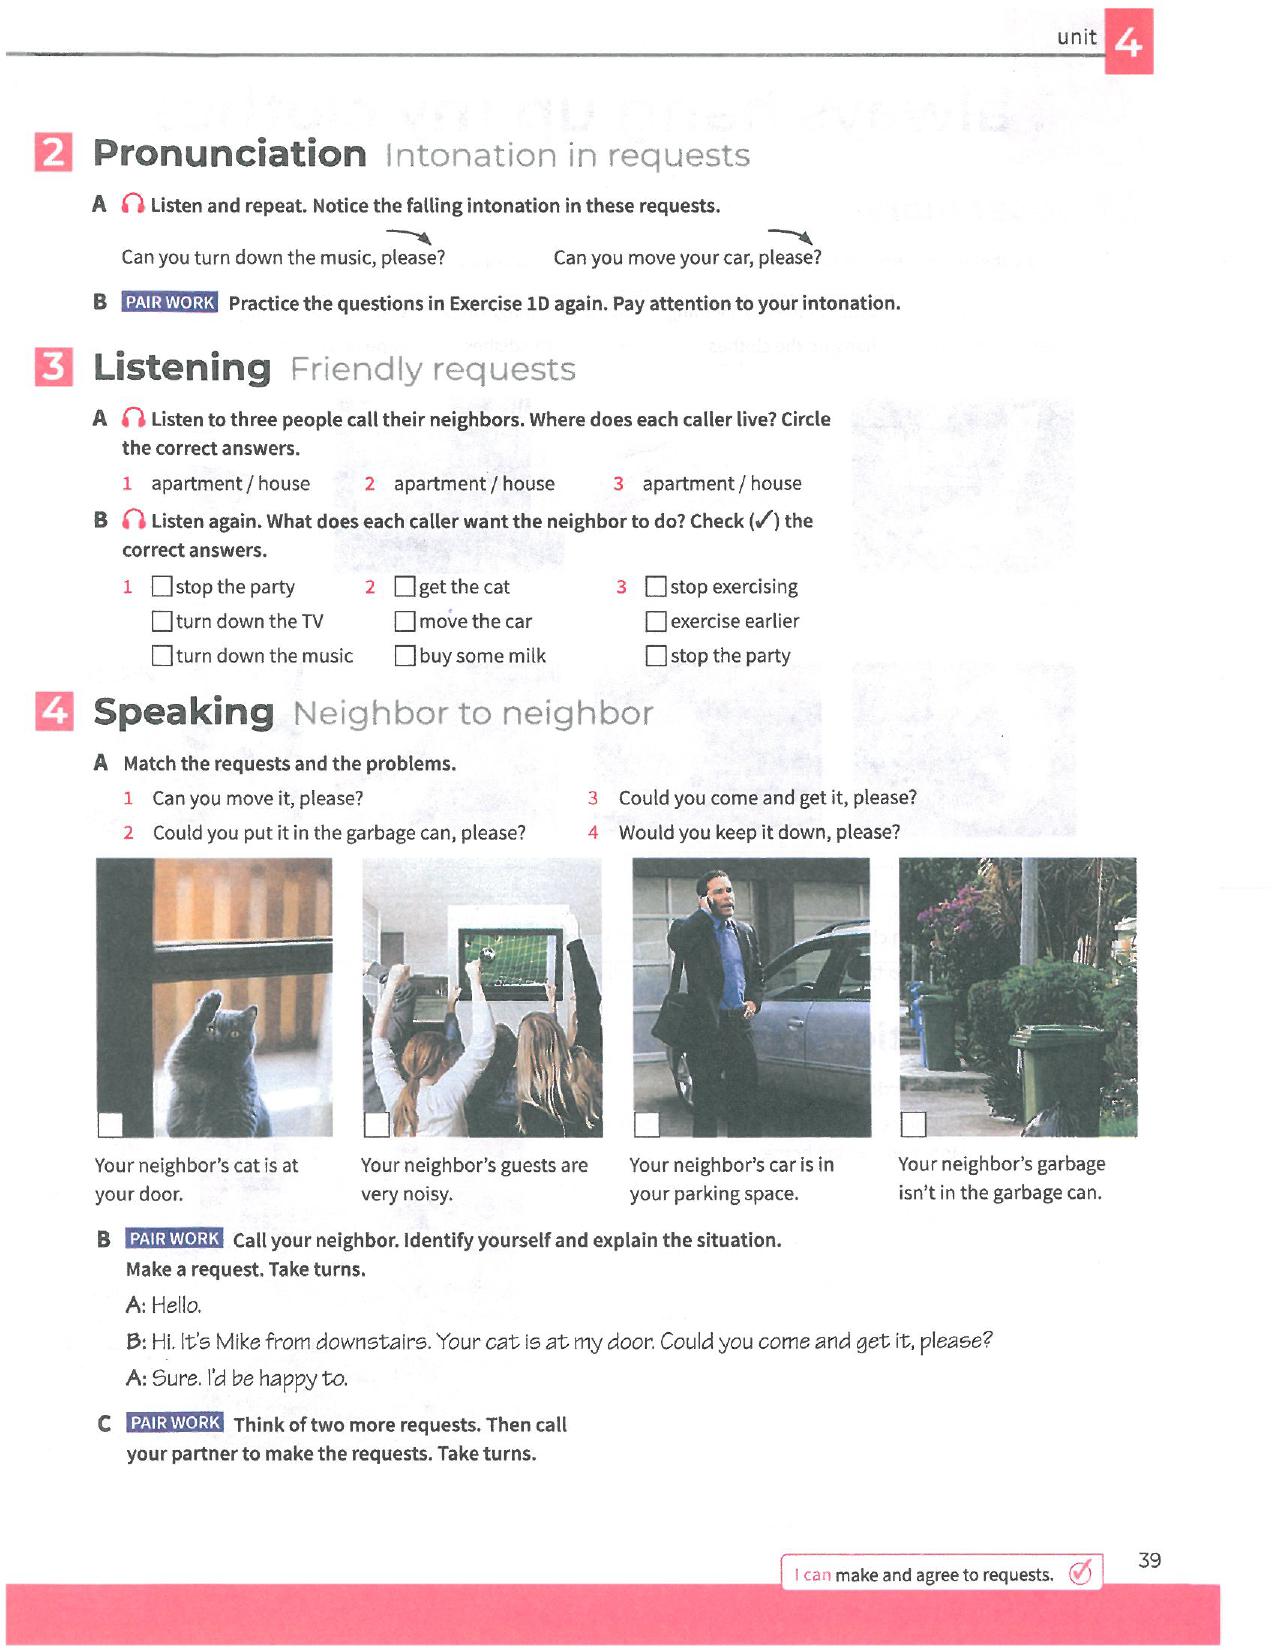 unit 4
2 Pronunciation Intonation in requests
A Listen and repeat. Notice the falling intonation in these requests.
Can you turn down the music, please? Can you move your car, please?
B PAIR WORK Practice the questions in Exercise 1D again. Pay attention to your intonation.
3 Listening Friendly requests
A Listen to three people call their neighbors. Where does each caller live? Circle
the correct answers.
1 apartment / house 2 apartment / house 3 apartment / house
B Listen again. What does each caller want the neighbor to do? Check (✓) the
correct answers.
1 □ stop the party 2 □ get the cat 3 □ stop exercising
□ turn down the TV □ move the car □ exercise earlier
□ turn down the music □ buy some milk □ stop the party
4 Speaking Neighbor to neighbor
A Match the requests and the problems.
1 Can you move it, please? 3 Could you come and get it, please?
2 Could you put it in the garbage can, please? 4 Would you keep it down, please?
Your neighbor's cat is at
your door.
Your neighbor's guests are
very noisy.
Your neighbor's car is in
your parking space.
Your neighbor's garbage
isn't in the garbage can.
B PAIR WORK Call your neighbor. Identify yourself and explain the situation.
Make a request. Take turns.
A: Hello.
B: Hi. It's Mike from downstairs. Your cat is at my door. Could you come and get it, please?
A: Sure. I'd be happy to.
C PAIR WORK Think of two more requests. Then call
your partner to make the requests. Take turns.
I can make and agree to requests.
39